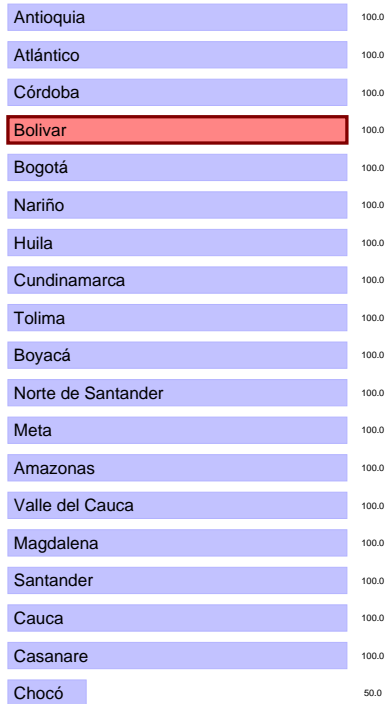 Antioquia 100.0
Atlántico 100.0
Córdoba 100.0
Bolivar 100.0
Bogotá 100.0
Nariño 100.0
Huila 100.0
Cundinamarca 100.0
Tolima 100.0
Boyacá 100.0
Norte de Santander 100.0
Meta 100.0
Amazonas 100.0
Valle del Cauca 100.0
Magdalena 100.0
Santander 100.0
Cauca 100.0
Casanare 100.0
Chocó 50.0